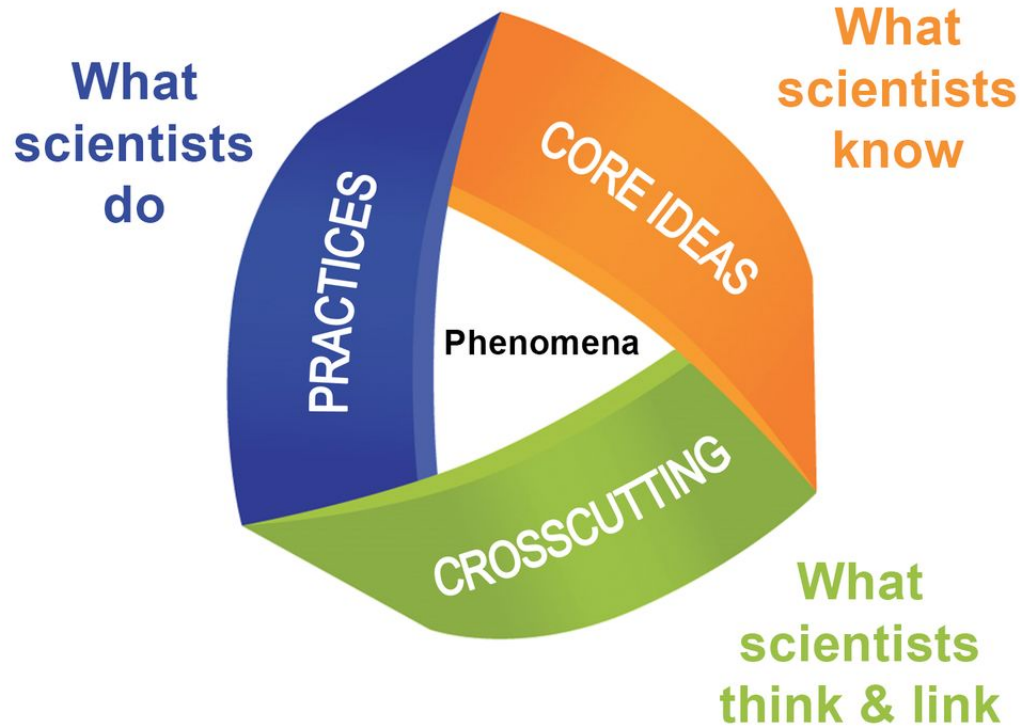 What
scientists
do
PRACTICES
What
scientists
know
CORE IDEAS
Phenomena
CROSSCUTTING
What
scientists
think & link